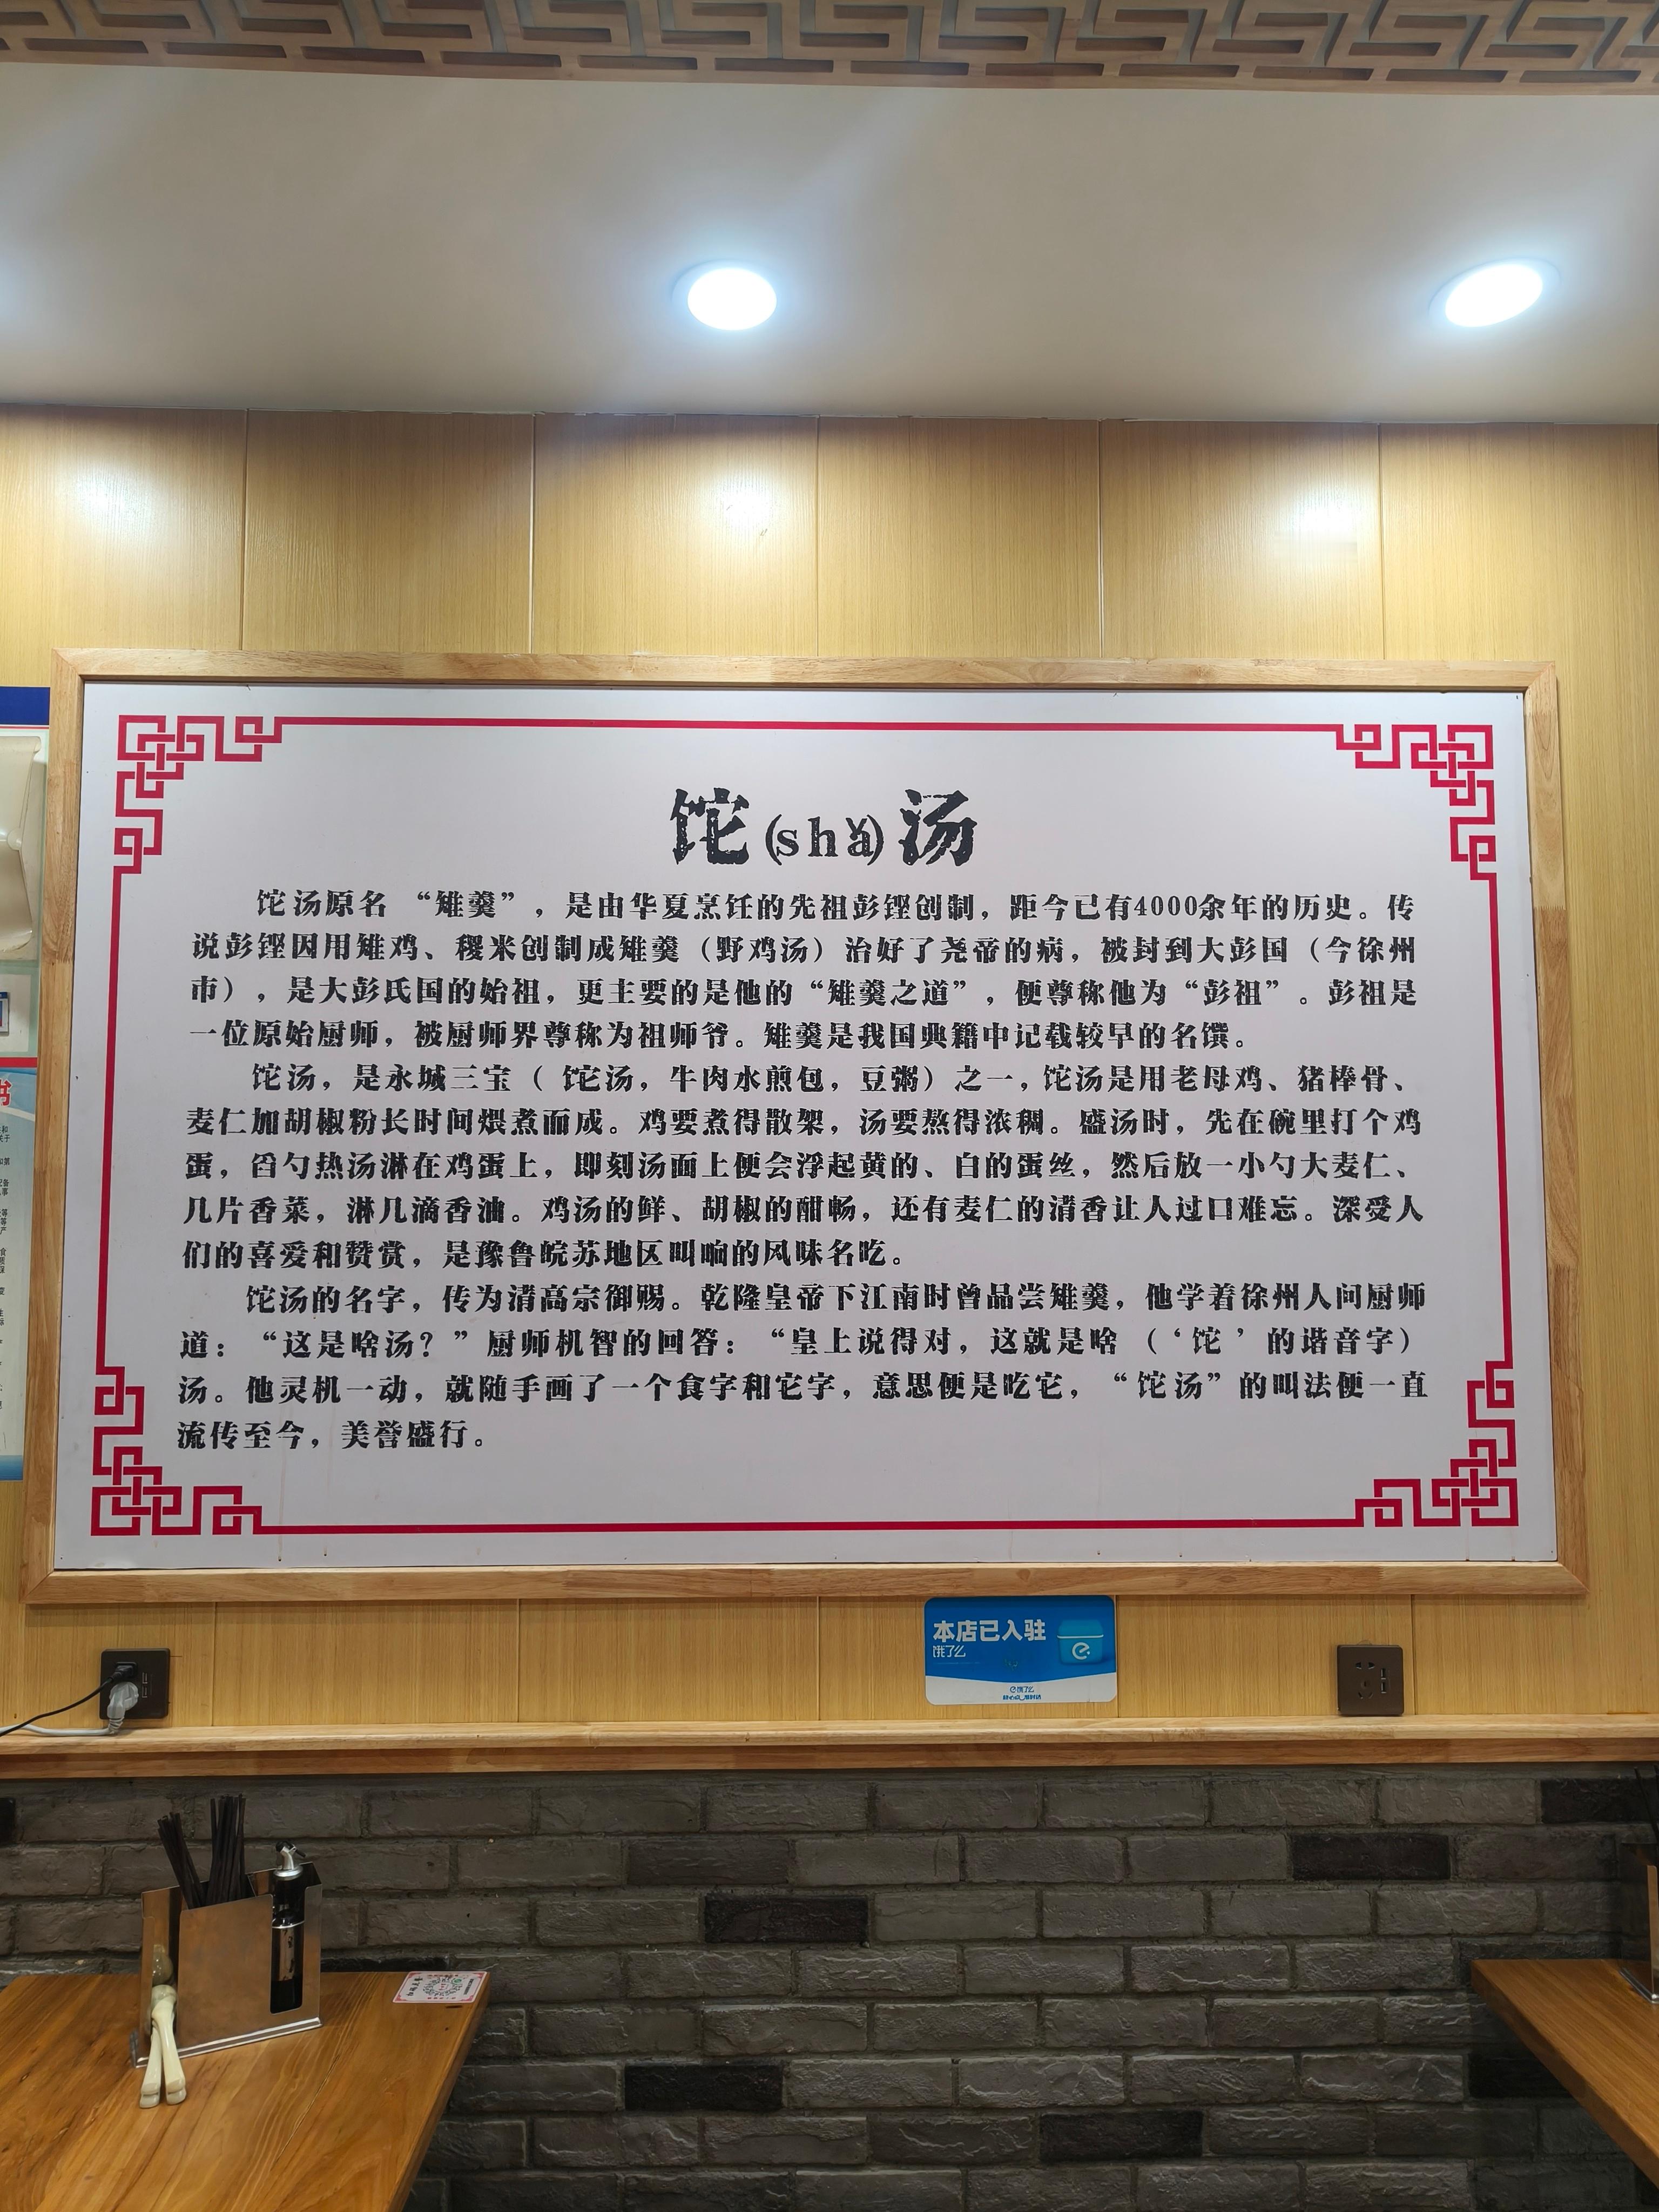 饣它(shǎ)汤
饣它汤原名 “雉羹”，是由华夏烹饪的先祖彭铿创制，距今已有4000余年的历史。传
说彭铿因用雉鸡、稷米创制成雉羹（野鸡汤）治好了尧帝的病，被封到大彭国（今徐州
市），是大彭氏国的始祖，更主要的是他的“雉羹之道”，便尊称他为“彭祖”。彭祖是
一位原始厨师，被厨师界尊称为祖师爷。雉羹是我国典籍中记载较早的名馔。
饣它汤，是永城三宝（ 饣它汤，牛肉水煎包，豆粥）之一，饣它汤是用老母鸡、猪棒骨、
麦仁加胡椒粉长时间煨煮而成。鸡要煮得散架，汤要熬得浓稠。盛汤时，先在碗里打个鸡
蛋，舀勺热汤淋在鸡蛋上，即刻汤面上便会浮起黄的、白的蛋丝，然后放一小勺大麦仁、
几片香菜，淋几滴香油。鸡汤的鲜、胡椒的酣畅，还有麦仁的清香让人过口难忘。深受人
们的喜爱和赞赏，是豫鲁皖苏地区叫响的风味名吃。
饣它汤的名字，传为清高宗御赐。乾隆皇帝下江南时曾品尝雉羹，他学着徐州人问厨师
道：“这是啥汤？”厨师机智的回答：“皇上说得对，这就是啥（‘饣它’的谐音字）
汤。他灵机一动，就随手画了一个食字和它字，意思便是吃它，“饣它汤”的叫法便一直
流传至今，美誉盛行。
本店已入驻
饿了么
饿了么